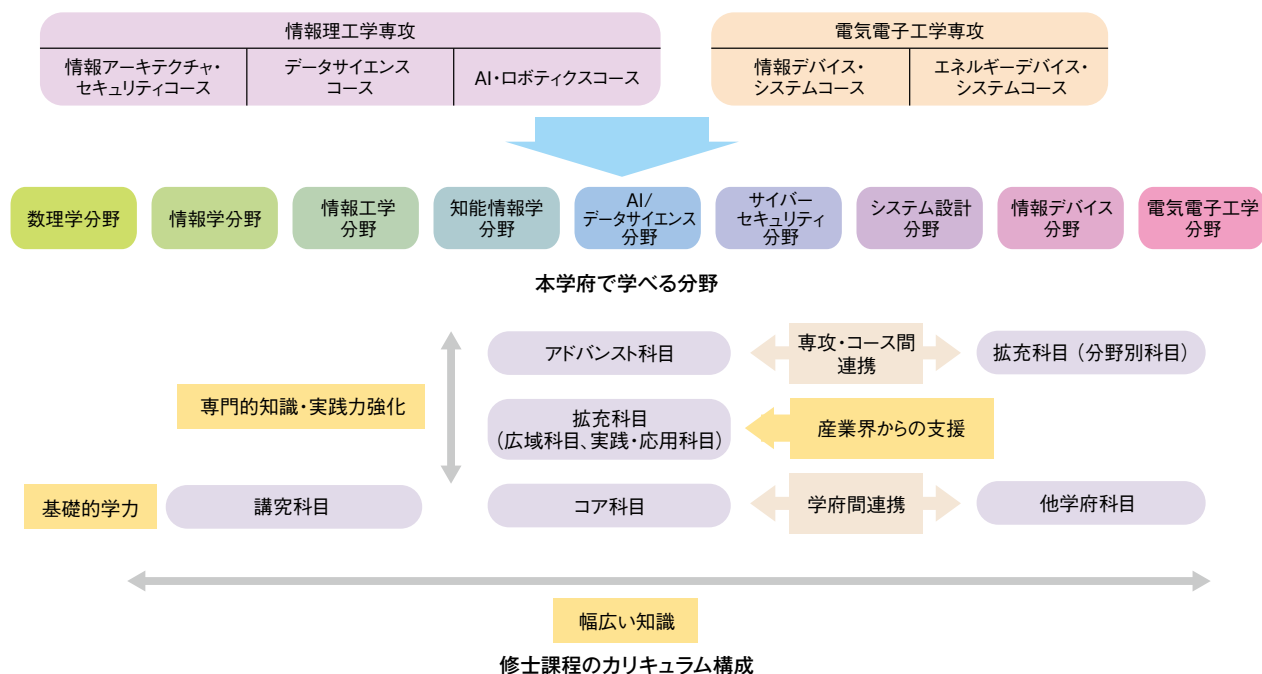 情報理工学専攻
情報アーキテクチャ・
セキュリティコース
データサイエンス
コース
AI・ロボティクスコース
電気電子工学専攻
情報デバイス・
システムコース
エネルギーデバイス・
システムコース
数理学分野
情報学分野
情報工学
分野
知能情報学
分野
AI/
データサイエンス
分野
サイバー
セキュリティ
分野
システム設計
分野
情報デバイス
分野
電気電子工学
分野
本学府で学べる分野
アドバンスト科目
専攻・コース間
連携
拡充科目（分野別科目）
専門的知識・実践力強化
拡充科目
（広域科目、実践・応用科目）
産業界からの支援
基礎的学力
講究科目
コア科目
学府間連携
他学府科目
幅広い知識
修士課程のカリキュラム構成